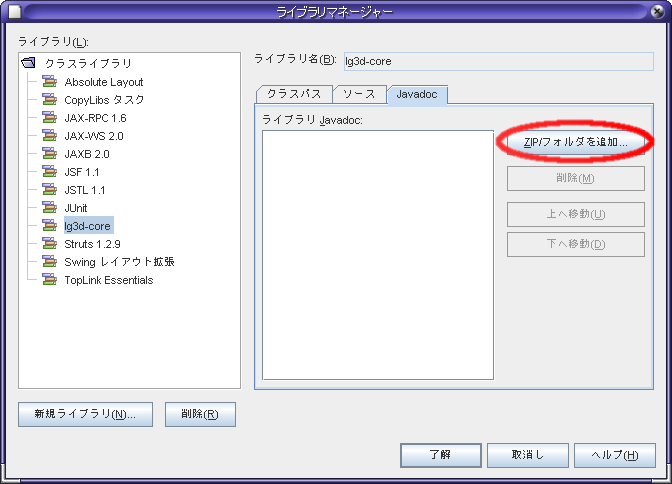 ライブラリマネージャー
ライブラリ(L):
クラスライブラリ
Absolute Layout
CopyLibs タスク
JAX-RPC 1.6
JAX-WS 2.0
JAXB 2.0
JSF 1.1
JSTL 1.1
JUnit
lg3d-core
Struts 1.2.9
Swing レイアウト拡張
TopLink Essentials
新規ライブラリ(N)...
削除(R)
ライブラリ名(B):
lg3d-core
クラスパス
ソース
Javadoc
ライブラリ Javadoc:
ZIP/フォルダを追加...
削除(M)
上へ移動(U)
下へ移動(D)
了解
取消し
ヘルプ(H)